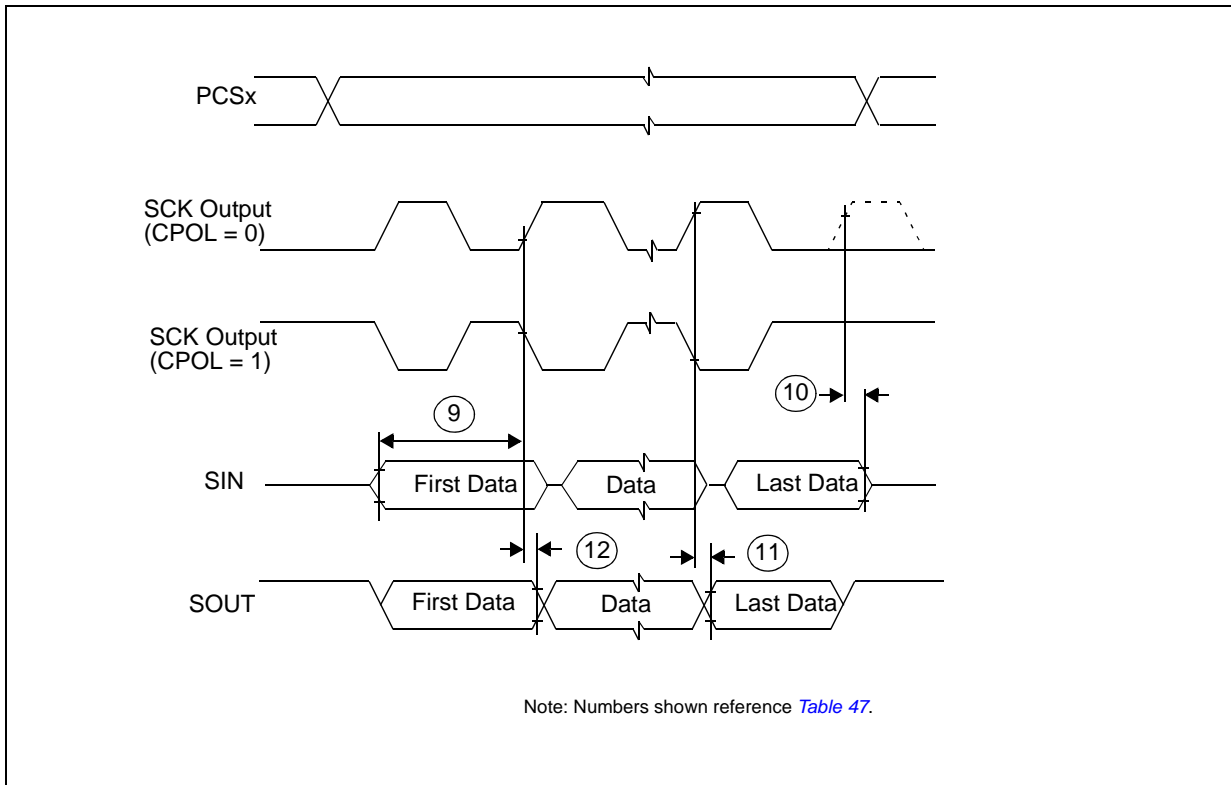 PCSx
SCK Output
(CPOL = 0)
SCK Output
(CPOL = 1)
10
9
SIN
First Data
Data
Last Data
12
11
SOUT
First Data
Data
Last Data
Note: Numbers shown reference Table 47.